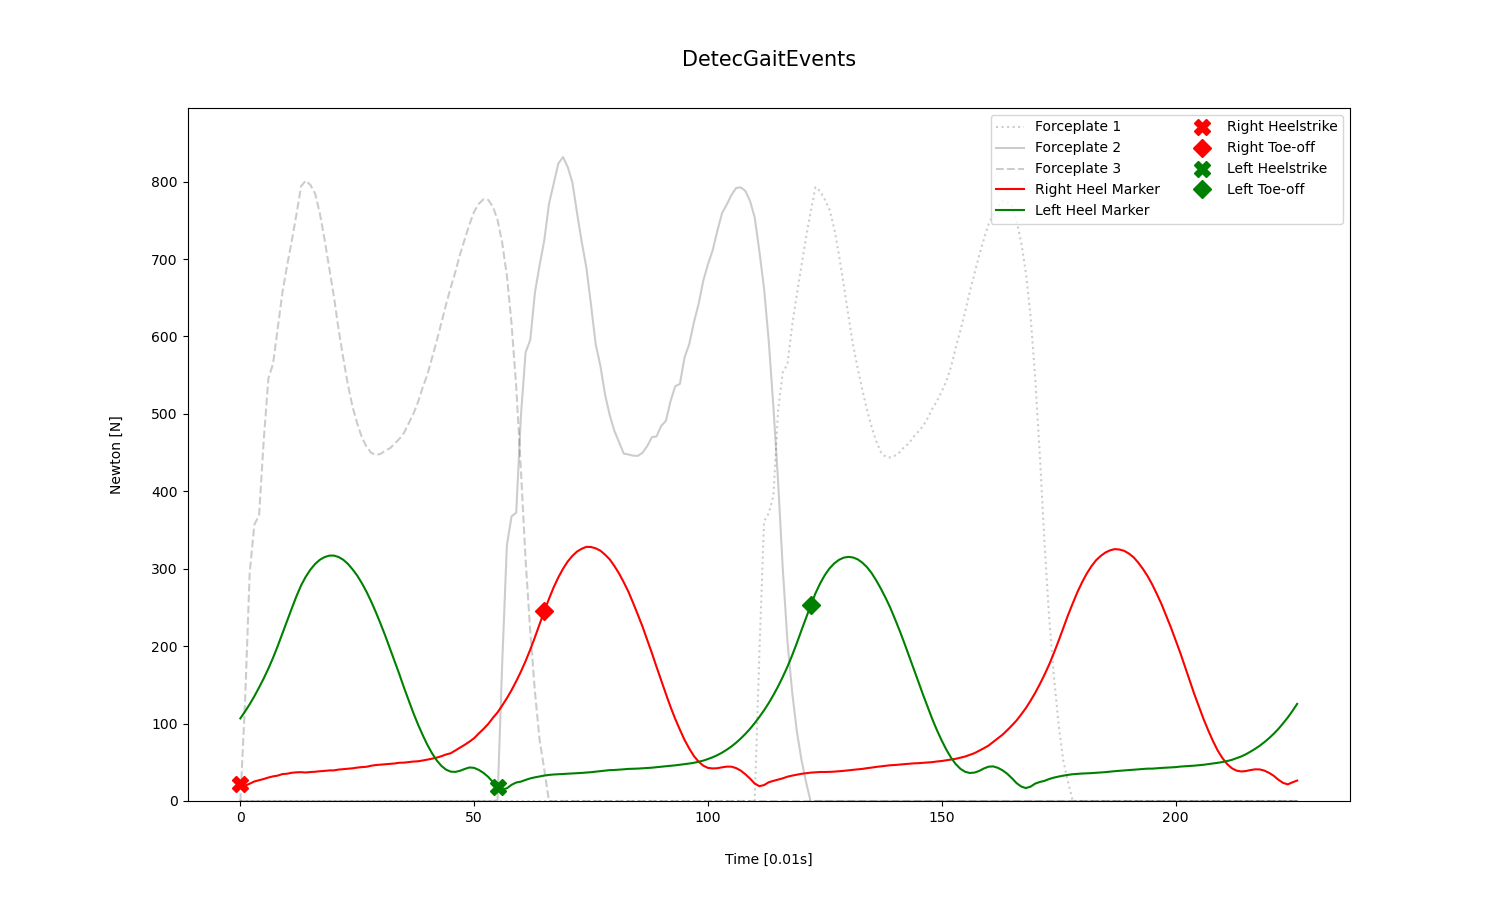 DetecGaitEvents
Forceplate 1
Forceplate 2
Forceplate 3
Right Heel Marker
Left Heel Marker
Right Heelstrike
Right Toe-off
Left Heelstrike
Left Toe-off
Newton [N]
800
700
600
500
400
300
200
100
0
0 50 100 150 200
Time [0.01s]